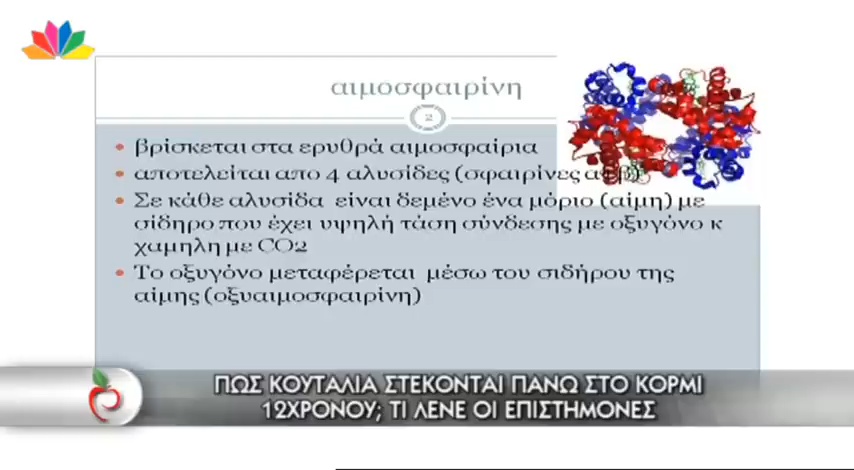 αιμοσφαιρίνη
2
βρίσκεται στα ερυθρά αιμοσφαίρια
αποτελείται απο 4 αλυσίδες (σφαιρίνες α
Σε κάθε αλυσίδα είναι δεμένο ένα μόριο (αίμη) με
σίδηρο που έχει υψηλή τάση σύνδεσης με οξυγόνο κ
χαμηλη με CO2
Το οξυγόνο μεταφέρεται μέσω του σιδήρου της
αίμης (οξυαιμοσφαιρίνη)
ΠΩΣ ΚΟΥΤΑΛΙΑ ΣΤΕΚΟΝΤΑΙ ΠΑΝΩ ΣΤΟ ΚΟΡΜΙ
12ΧΡΟΝΟΥ; ΤΙ ΛΕΝΕ ΟΙ ΕΠΙΣΤΗΜΟΝΕΣ